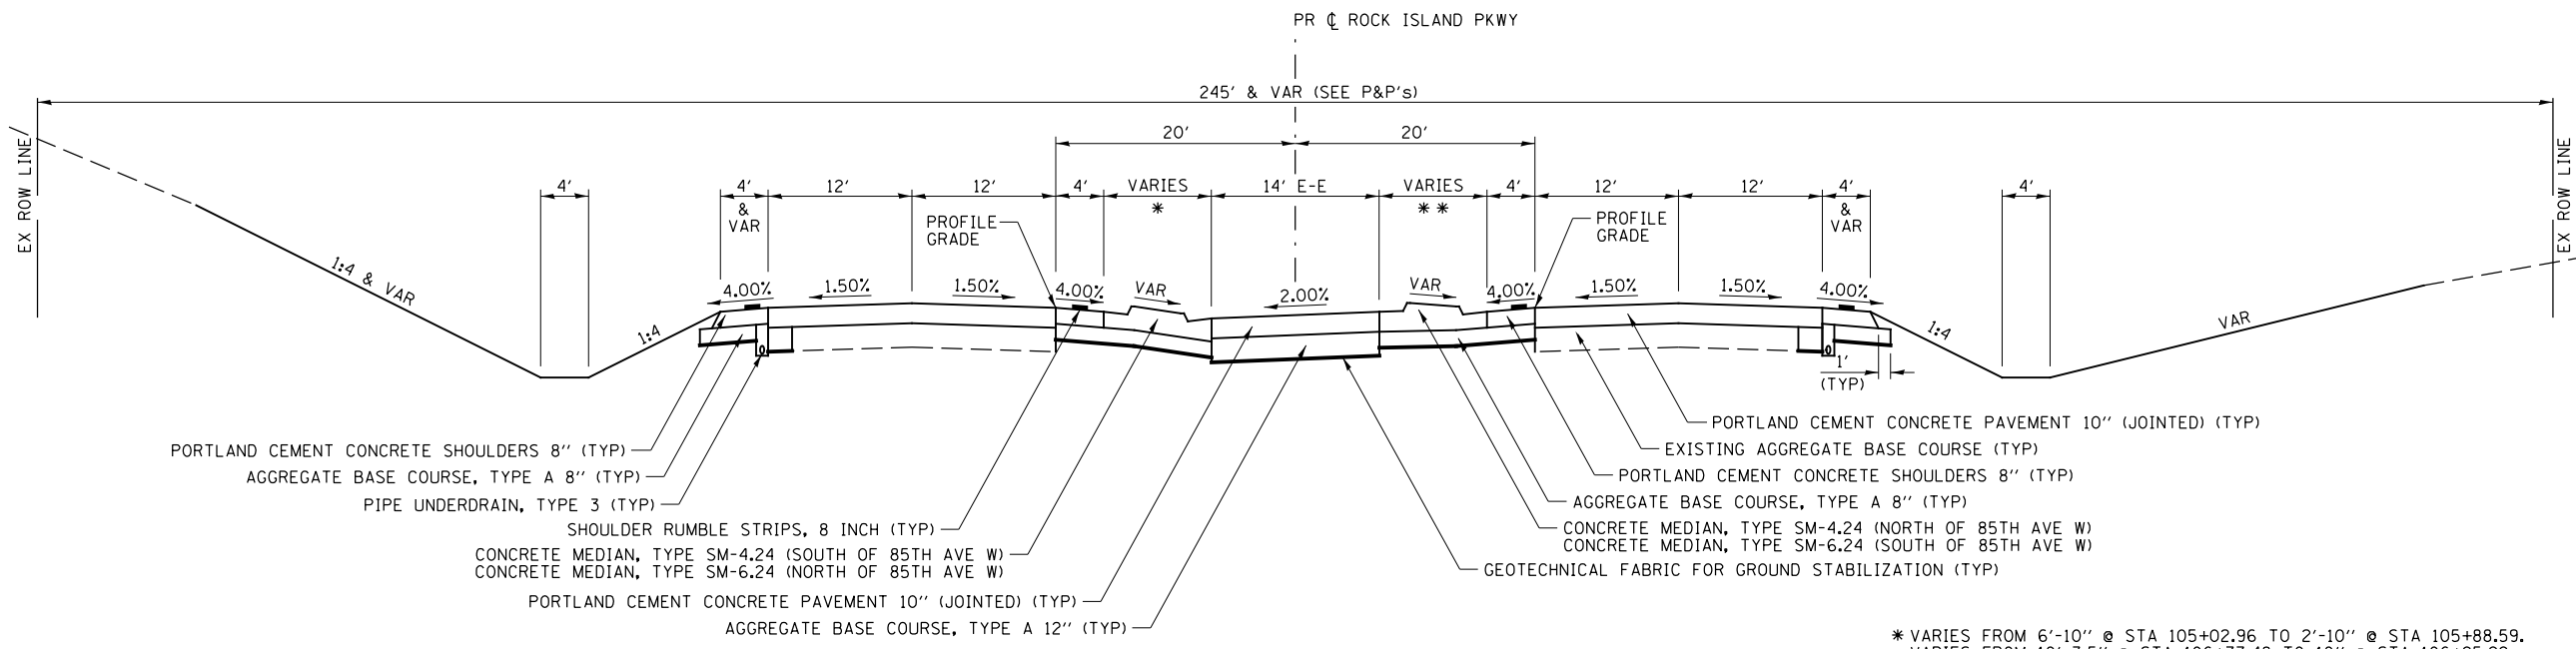 PR ℄ ROCK ISLAND PKWY
245' & VAR (SEE P&P's)
20' 20'
EX ROW LINE
EX ROW LINE
4' 4' 12' 12' 4' VARIES 14' E-E VARIES 4' 12' 12' 4' 4'
& VAR
*
* *
& VAR
PROFILE GRADE
PROFILE GRADE
1:4 & VAR
1:4
4.00% 1.50% 1.50% 4.00% VAR 2.00% VAR 4.00% 1.50% 1.50% 4.00%
1:4
VAR
1'
(TYP)
PORTLAND CEMENT CONCRETE SHOULDERS 8" (TYP)
AGGREGATE BASE COURSE, TYPE A 8" (TYP)
PIPE UNDERDRAIN, TYPE 3 (TYP)
SHOULDER RUMBLE STRIPS, 8 INCH (TYP)
CONCRETE MEDIAN, TYPE SM-4.24 (SOUTH OF 85TH AVE W)
CONCRETE MEDIAN, TYPE SM-6.24 (NORTH OF 85TH AVE W)
PORTLAND CEMENT CONCRETE PAVEMENT 10" (JOINTED) (TYP)
AGGREGATE BASE COURSE, TYPE A 12" (TYP)
PORTLAND CEMENT CONCRETE PAVEMENT 10" (JOINTED) (TYP)
EXISTING AGGREGATE BASE COURSE (TYP)
PORTLAND CEMENT CONCRETE SHOULDERS 8" (TYP)
AGGREGATE BASE COURSE, TYPE A 8" (TYP)
CONCRETE MEDIAN, TYPE SM-4.24 (NORTH OF 85TH AVE W)
CONCRETE MEDIAN, TYPE SM-6.24 (SOUTH OF 85TH AVE W)
GEOTECHNICAL FABRIC FOR GROUND STABILIZATION (TYP)
* VARIES FROM 6'-10" @ STA 105+02.96 TO 2'-10" @ STA 105+88.59.